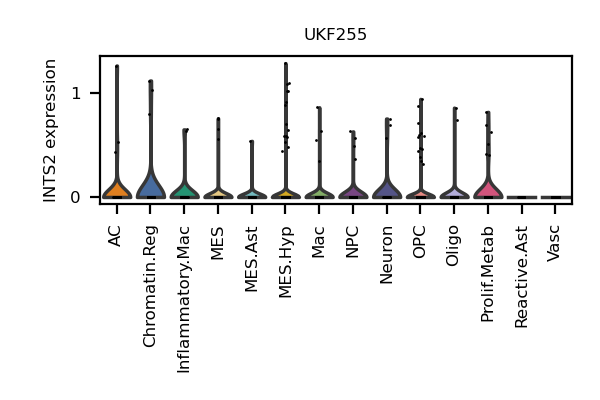 UKF255
INTS2 expression
1
0
AC
Chromatin.Reg
Inflammatory.Mac
MES
MES.Ast
MES.Hyp
Mac
NPC
Neuron
OPC
Oligo
Prolif.Metab
Reactive.Ast
Vasc